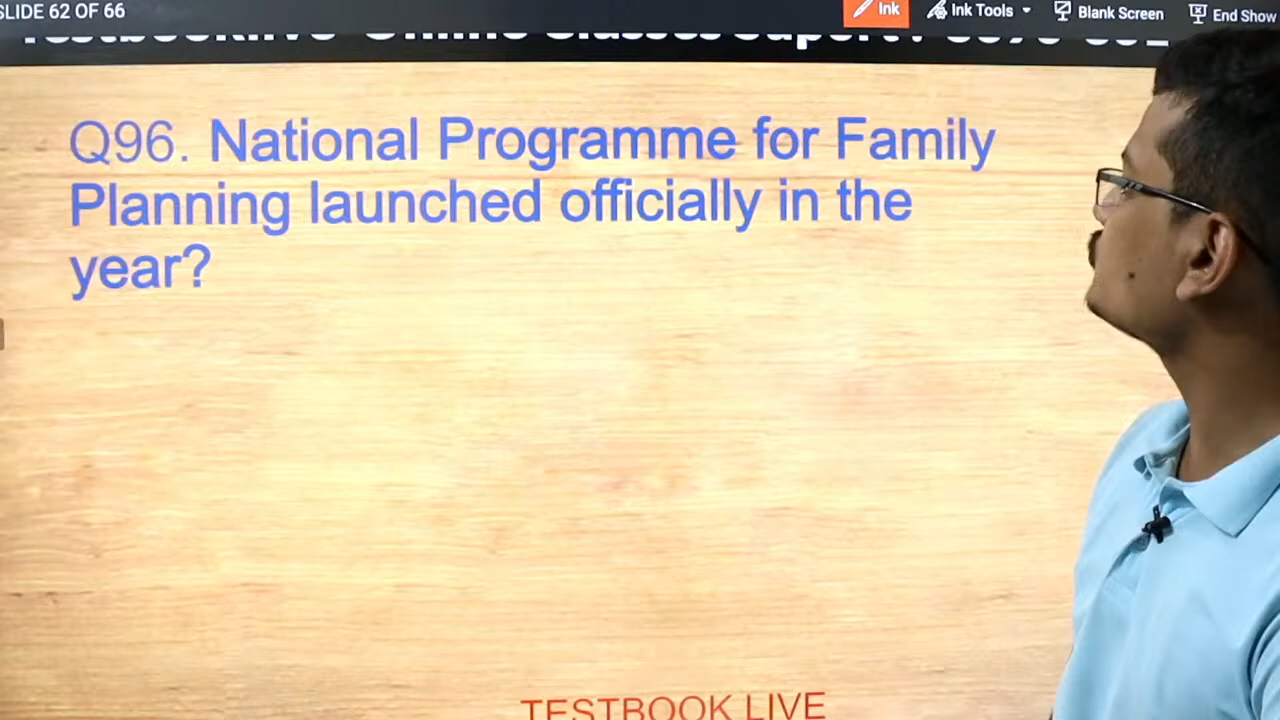 SLIDE 62 OF 66
Ink
Ink Tools
Blank Screen
End Show
Q96. National Programme for Family
Planning launched officially in the
year?
TESTBOOK LIVE